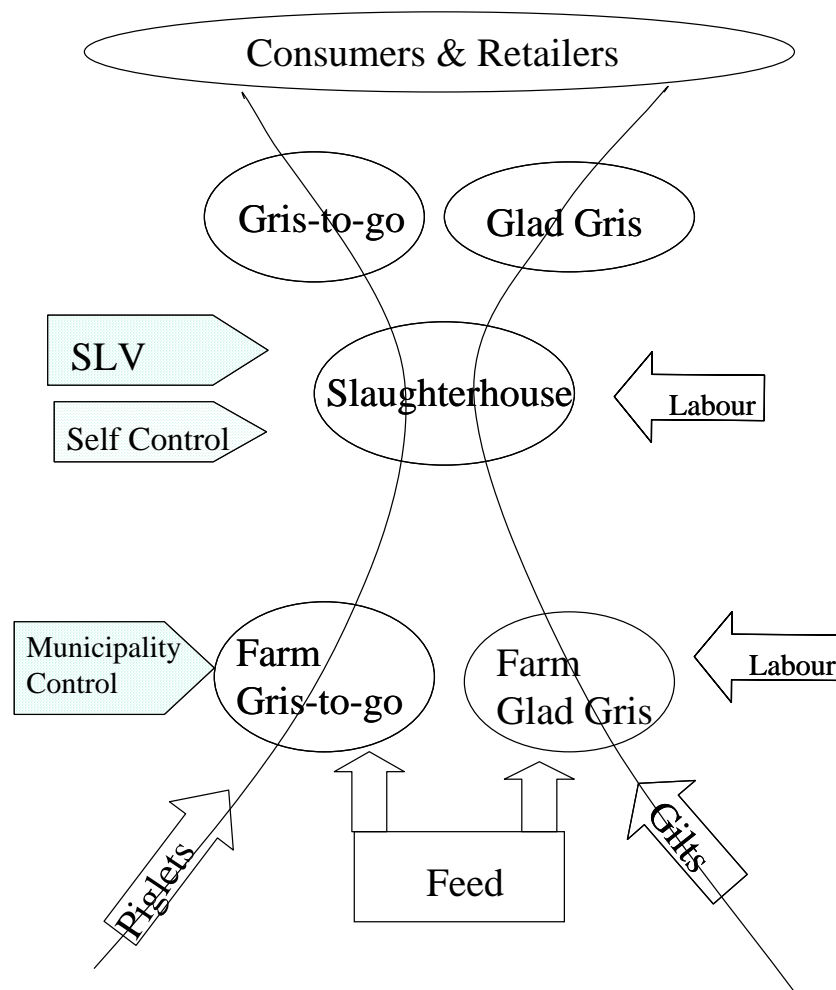 Consumers & Retailers
Gris-to-go
Glad Gris
SLV
Slaughterhouse
Labour
Self Control
Municipality
Control
Farm
Gris-to-go
Farm
Glad Gris
Labour
Piglets
Feed
Gilts